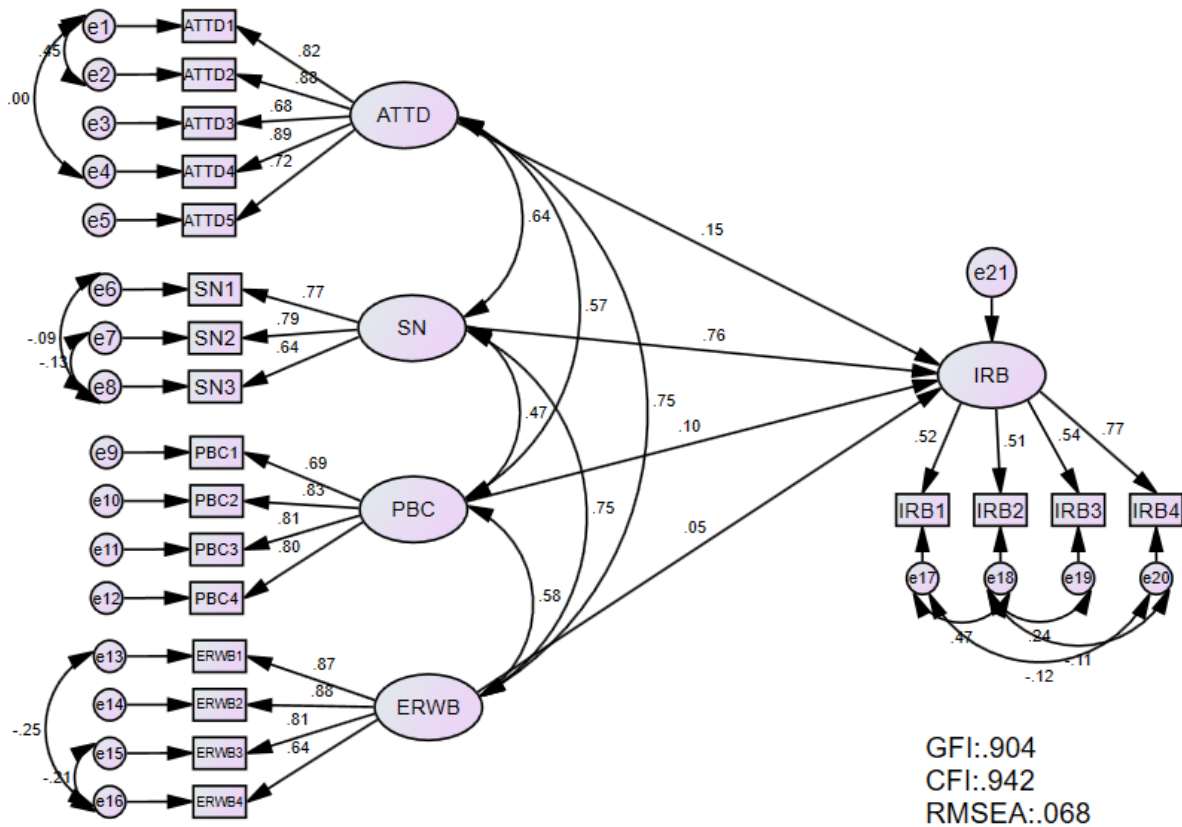 e1 ATTD1
.45 .82
e2 ATTD2
.88
.00 ATTD
e3 ATTD3
.68
.89
e4 ATTD4
.72
e5 ATTD5
.64
.15
e21
e6 SN1
.77
.57
-.09 e7 SN2
.79
SN
.76
-.13 .64
e8 SN3
IRB
.47
.75
.10
e9 PBC1
.69
.52 .51 .54 .77
e10 PBC2
.83
PBC
.81
e11 PBC3
.80
.75
.05
IRB1 IRB2 IRB3 IRB4
e12 PBC4
.58
e17 e18 e19 e20
.47 .24 -.11
-.12
e13 ERWB1
.87
.88
e14 ERWB2
ERWB
-.25 .81
e15 ERWB3
.64
-.21
e16 ERWB4
GFI:.904
CFI:.942
RMSEA:.068